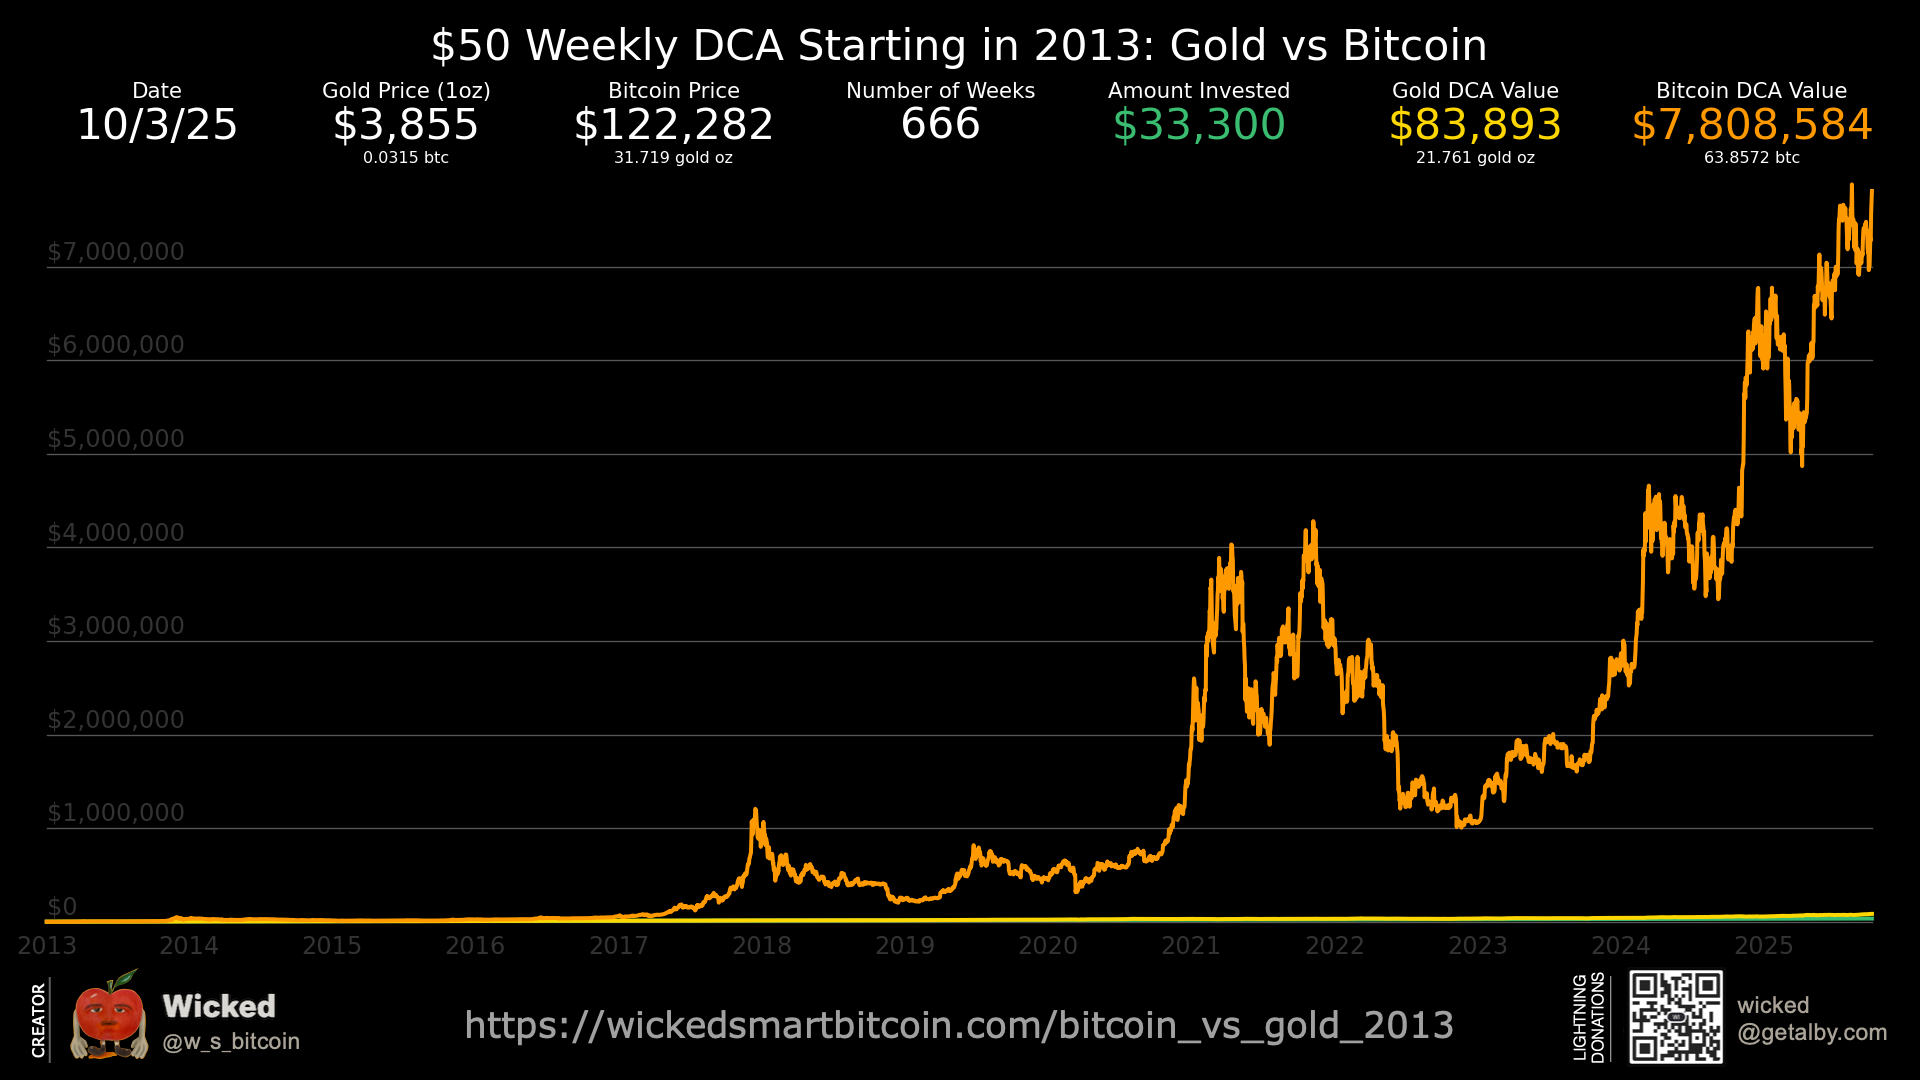 $50 Weekly DCA Starting in 2013: Gold vs Bitcoin
Date
10/3/25
Gold Price (1oz)
$3,855
0.0315 btc
Bitcoin Price
$122,282
31.719 gold oz
Number of Weeks
666
Amount Invested
$33,300
Gold DCA Value
$83,893
21.761 gold oz
Bitcoin DCA Value
$7,808,584
63.8572 btc
$7,000,000
$6,000,000
$5,000,000
$4,000,000
$3,000,000
$2,000,000
$1,000,000
$0
2013 2014 2015 2016 2017 2018 2019 2020 2021 2022 2023 2024 2025
CREATOR
Wicked
@w_s_bitcoin
https://wickedsmartbitcoin.com/bitcoin_vs_gold_2013
LIGHTNING
DONATIONS
wicked
@getalby.com